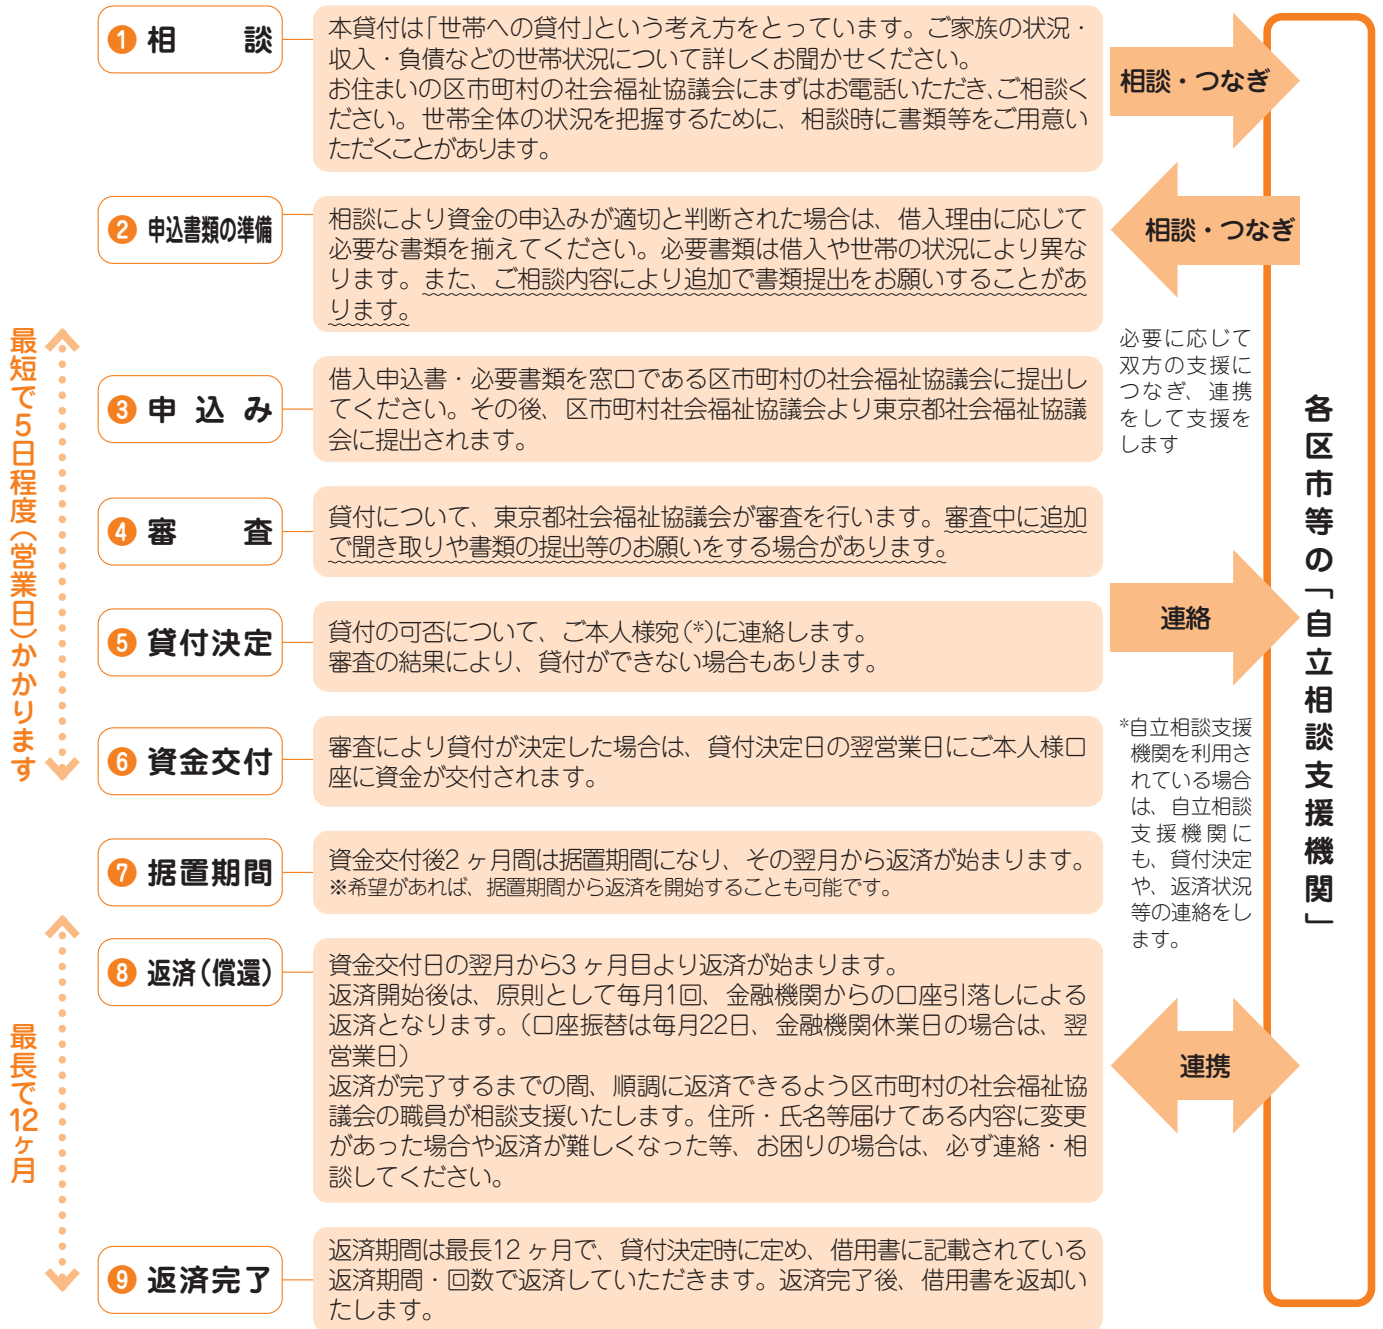 ❶ 相談
本貸付は「世帯への貸付」という考え方をとっています。ご家族の状況・
収入・負債などの世帯状況について詳しくお聞かせください。
お住まいの区市町村の社会福祉協議会にまずはお電話いただき、ご相談く
ださい。世帯全体の状況を把握するために、相談時に書類等をご用意い
ただくことがあります。
相談・つなぎ
❷ 申込書類の準備
相談により資金の申込みが適切と判断された場合は、借入理由に応じて
必要な書類を揃えてください。必要書類は借入や世帯の状況により異な
ります。また、ご相談内容により追加で書類提出をお願いすることがあ
ります。
相談・つなぎ
必要に応じて
双方の支援に
つなぎ、連携
をして支援を
します
最短で5日程度(営業日)かかります
❸ 申込み
借入申込書・必要書類を窓口である区市町村の社会福祉協議会に提出し
てください。その後、区市町村社会福祉協議会より東京都社会福祉協議
会に提出されます。
❹ 審査
貸付について、東京都社会福祉協議会が審査を行います。審査中に追加
で聞き取りや書類の提出等のお願いをする場合があります。
❺ 貸付決定
貸付の可否について、ご本人様宛(*)に連絡します。
審査の結果により、貸付ができない場合もあります。
連絡
❻ 資金交付
審査により貸付が決定した場合は、貸付決定日の翌営業日にご本人様口
座に資金が交付されます。
*自立相談支援
機関を利用さ
れている場合
は、自立相談
支援機関に
も、貸付決定
や、返済状況
等の連絡をし
ます。
❼ 据置期間
資金交付後2ヶ月間は据置期間になり、その翌月から返済が始まります。
※希望があれば、据置期間から返済を開始することも可能です。
最長で12ヶ月
❽ 返済(償還)
資金交付日の翌月から3ヶ月目より返済が始まります。
返済開始後は、原則として毎月1回、金融機関からの口座引落しによる
返済となります。(口座振替は毎月22日、金融機関休業日の場合は、翌
営業日)
返済が完了するまでの間、順調に返済できるよう区市町村の社会福祉協
議会の職員が相談支援いたします。住所・氏名等届けてある内容に変更
があった場合や返済が難しくなった等、お困りの場合は、必ず連絡・相
談してください。
連携
❾ 返済完了
返済期間は最長12ヶ月で、貸付決定時に定め、借用書に記載されている
返済期間・回数で返済していただきます。返済完了後、借用書を返却い
たします。
各区市等の「自立相談支援機関」